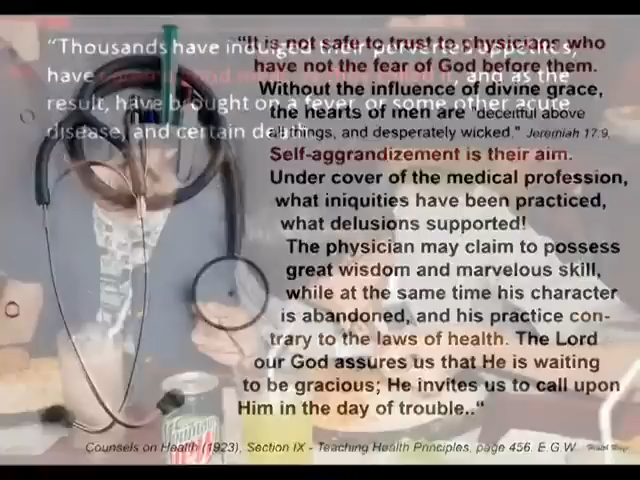 “Thousands have indulged their perverted appetites,
have eaten a good meal, as they called it, and as the
result, have brought on a fever, or some other acute
disease, and certain death.
“It is not safe to trust to physicians who
have not the fear of God before them.
Without the influence of divine grace,
the hearts of men are "deceitful above
all things, and desperately wicked." Jeremiah 17:9.
Self-aggrandizement is their aim.
Under cover of the medical profession,
what iniquities have been practiced,
what delusions supported!
The physician may claim to possess
great wisdom and marvelous skill,
while at the same time his character
is abandoned, and his practice con-
trary to the laws of health. The Lord
our God assures us that He is waiting
to be gracious; He invites us to call upon
Him in the day of trouble..“
Counsels on Health (1923), Section IX - Teaching Health Principles, page 456. E.G.W.